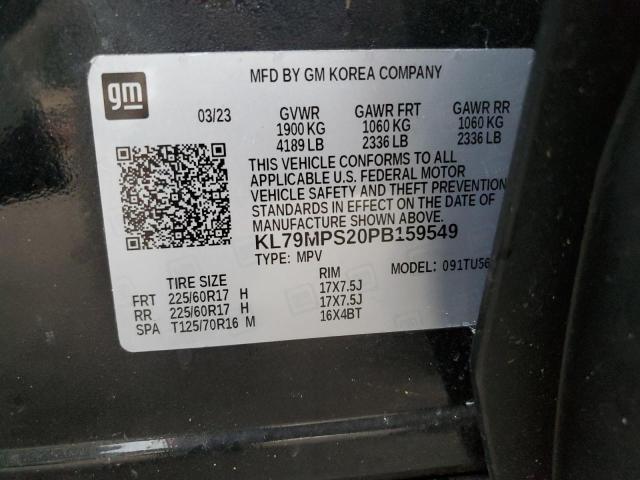 gm
MFD BY GM KOREA COMPANY
03/23 GVWR GAWR FRT GAWR RR
1900 KG 1060 KG 1060 KG
4189 LB 2336 LB 2336 LB
THIS VEHICLE CONFORMS TO ALL
APPLICABLE U.S. FEDERAL MOTOR
VEHICLE SAFETY AND THEFT PREVENTION
STANDARDS IN EFFECT ON THE DATE OF
MANUFACTURE SHOWN ABOVE.
KL79MPS20PB159549
TYPE: MPV MODEL: 091TU56
TIRE SIZE RIM
FRT 225/60R17 H 17X7.5J
RR 225/60R17 H 17X7.5J
SPA T125/70R16 M 16X4BT